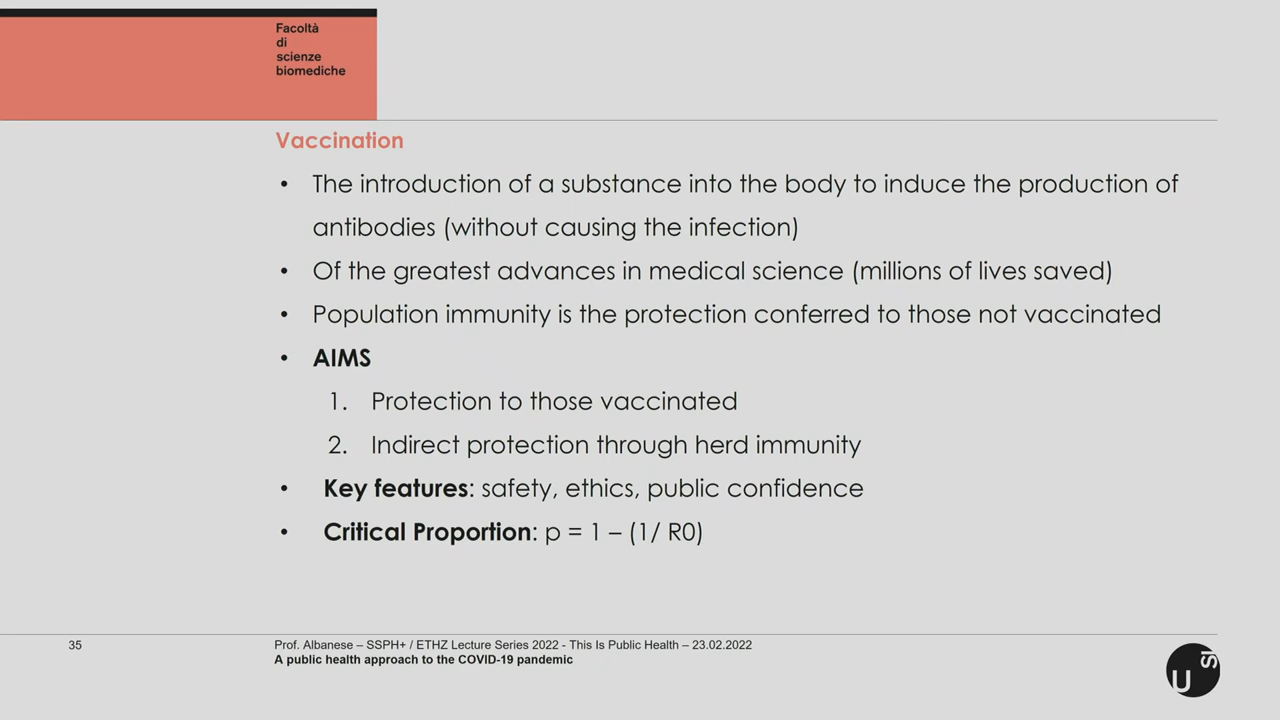 Facoltà
di
scienze
biomediche
Vaccination
• The introduction of a substance into the body to induce the production of
antibodies (without causing the infection)
• Of the greatest advances in medical science (millions of lives saved)
• Population immunity is the protection conferred to those not vaccinated
• AIMS
1. Protection to those vaccinated
2. Indirect protection through herd immunity
• Key features: safety, ethics, public confidence
• Critical Proportion: p = 1 – (1/ R0)
35
Prof. Albanese – SSPH+ / ETHZ Lecture Series 2022 - This Is Public Health – 23.02.2022
A public health approach to the COVID-19 pandemic
USI